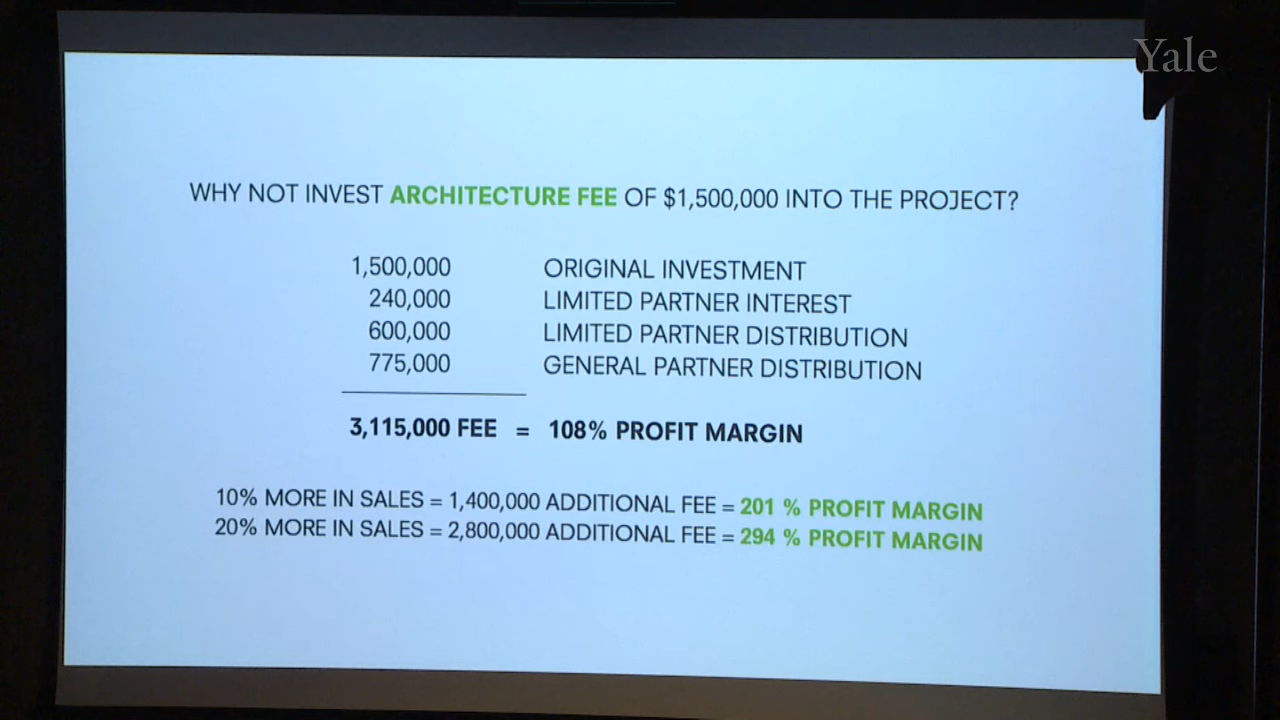 Yale
WHY NOT INVEST ARCHITECTURE FEE OF $1,500,000 INTO THE PROJECT?
1,500,000 ORIGINAL INVESTMENT
240,000 LIMITED PARTNER INTEREST
600,000 LIMITED PARTNER DISTRIBUTION
775,000 GENERAL PARTNER DISTRIBUTION
3,115,000 FEE = 108% PROFIT MARGIN
10% MORE IN SALES = 1,400,000 ADDITIONAL FEE = 201 % PROFIT MARGIN
20% MORE IN SALES = 2,800,000 ADDITIONAL FEE = 294 % PROFIT MARGIN